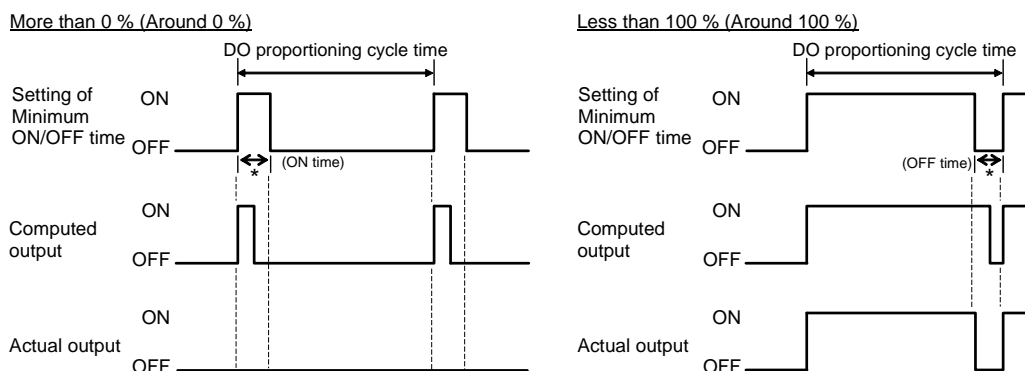 More than 0 % (Around 0 %)
DO proportioning cycle time
Setting of
Minimum
ON/OFF time
ON
OFF
(ON time)
*
Computed
output
ON
OFF
Actual output
ON
OFF
Less than 100 % (Around 100 %)
DO proportioning cycle time
Setting of
Minimum
ON/OFF time
ON
OFF
(OFF time)
*
Computed
output
ON
OFF
Actual output
ON
OFF